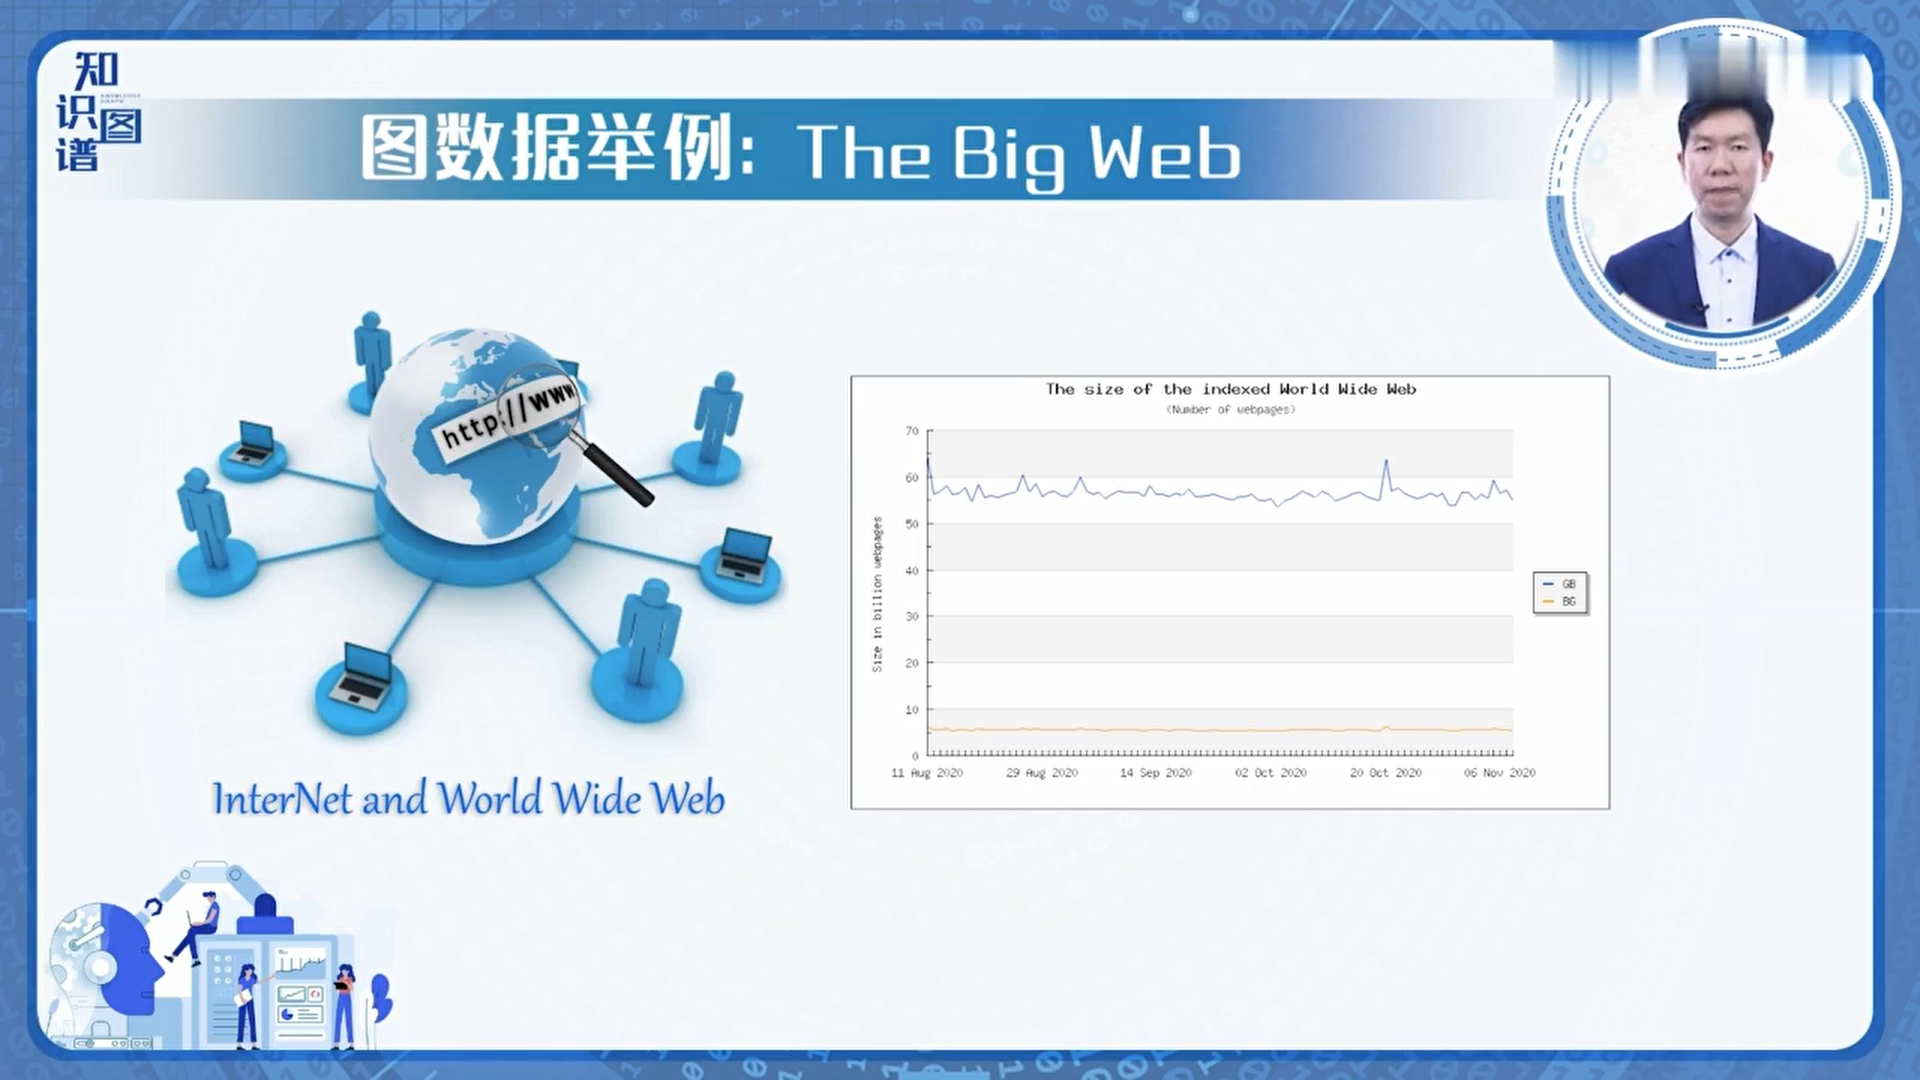 知
识图
谱
图数据举例: The Big Web
http://www
InterNet and World Wide Web
The size of the indexed World Wide Web
(Number of webpages)
Size in billion webpages
70
60
50
40
30
20
10
0
11 Aug 2020 29 Aug 2020 14 Sep 2020 02 Oct 2020 20 Oct 2020 06 Nov 2020
GB
BG